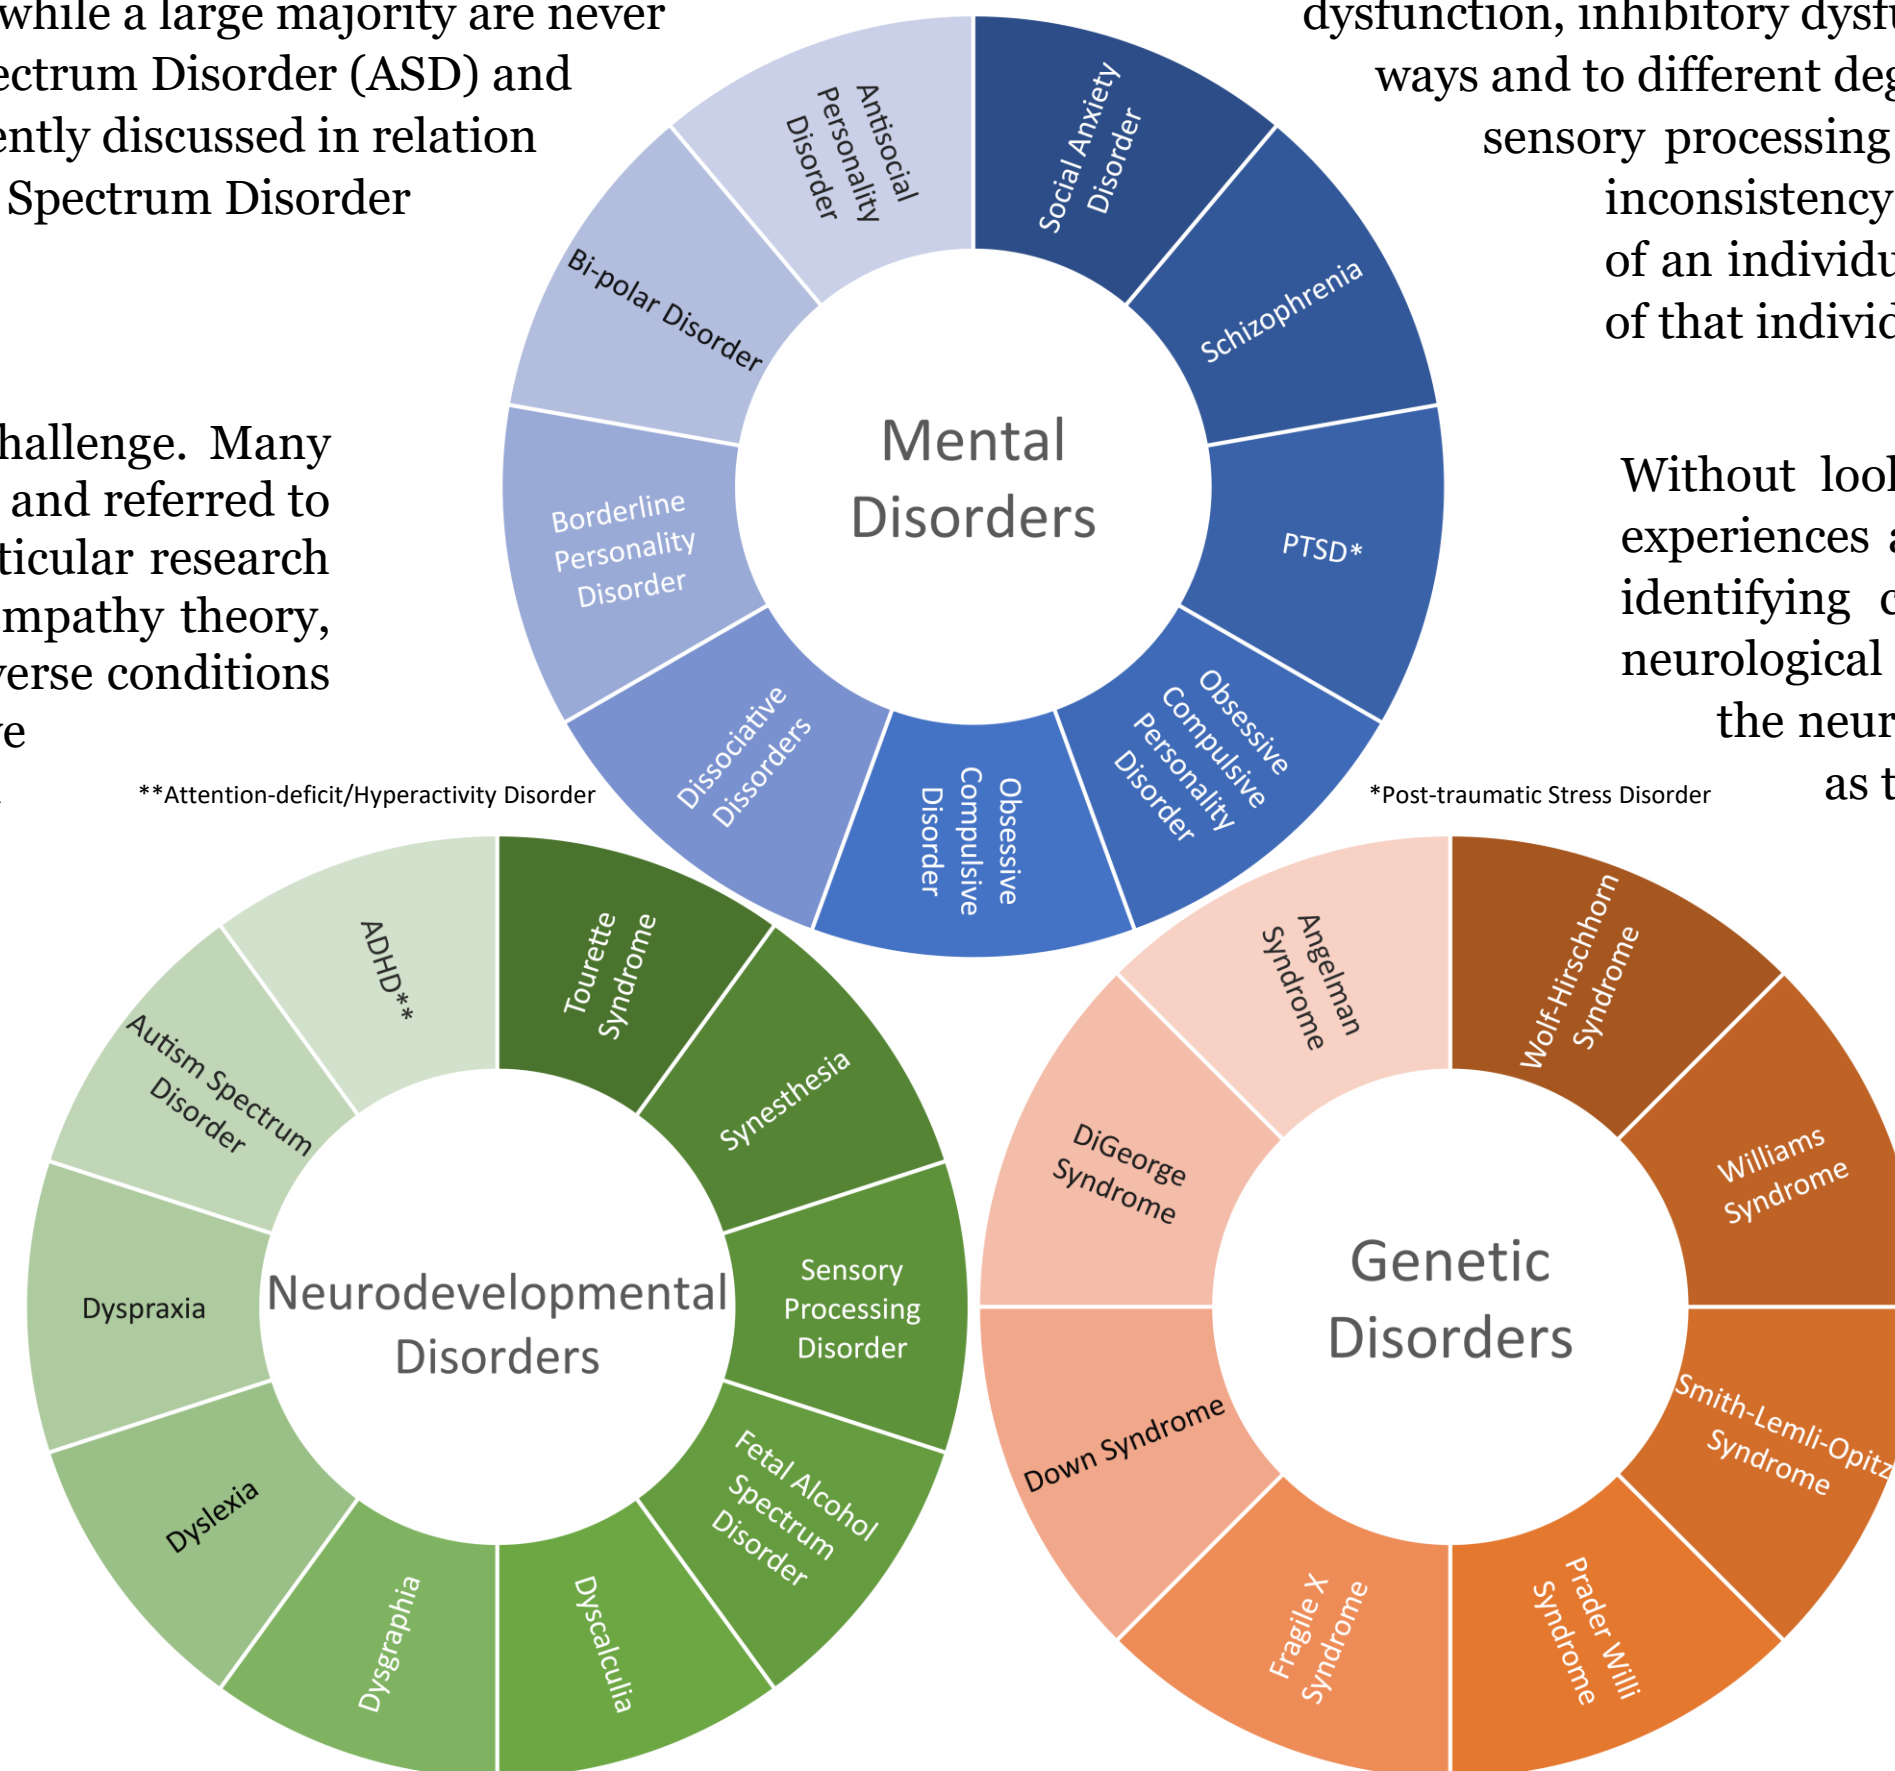 while a large majority are never
ectrum Disorder (ASD) and
ently discussed in relation
Spectrum Disorder
hallenge. Many
and referred to
ticular research
mpathy theory,
verse conditions
ve
dysfunction, inhibitory dysfu
ways and to different deg
sensory processing
inconsistency
of an individu
of that individ
Without look
experiences a
identifying c
neurological
the neur
as t
Mental
Disorders
Social Anxiety
Disorder
Schizophrenia
PTSD*
Obsessive
Compulsive
Personality
Disorder
Obsessive
Compulsive
Disorder
Dissociative
Dissorders
Borderline
Personality
Disorder
Bi-polar Disorder
Antisocial
Personality
Disorder
**Attention-deficit/Hyperactivity Disorder
*Post-traumatic Stress Disorder
Neurodevelopmental
Disorders
Tourette
Syndrome
Synesthesia
Sensory
Processing
Disorder
Fetal Alcohol
Spectrum
Disorder
Dyscalculia
Dysgraphia
Dyslexia
Dyspraxia
Autism Spectrum
Disorder
ADHD**
Genetic
Disorders
Wolf-Hirschhorn
Syndrome
Williams
Syndrome
Smith-Lemli-Opitz
Syndrome
Prader Willi
Syndrome
Fragile X
Syndrome
Down Syndrome
DiGeorge
Syndrome
Angelman
Syndrome